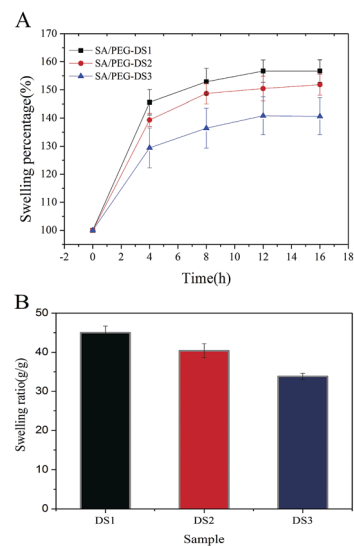 A
SA/PEG-DS1
SA/PEG-DS2
SA/PEG-DS3
170
160
150
140
130
120
110
100
90
Swelling percentage(%)
-2 0 2 4 6 8 10 12 14 16 18
Time(h)
B
50
40
30
20
10
0
Swelling ratio(g/g)
DS1 DS2 DS3
Sample